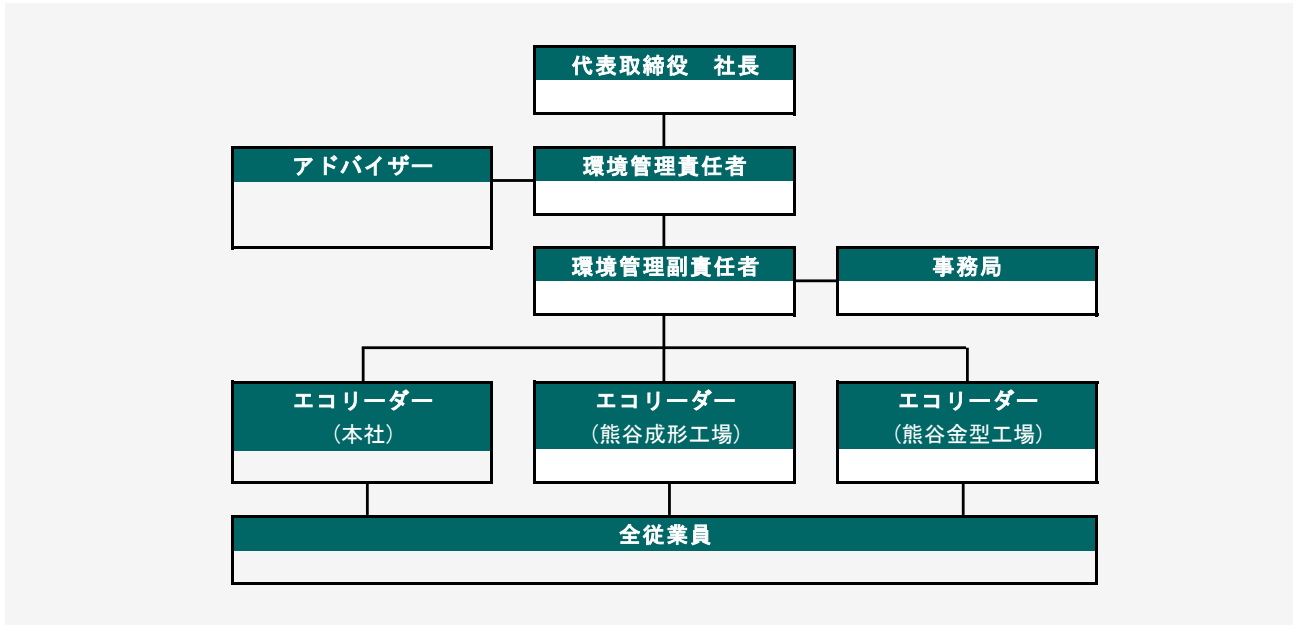 代表取締役　社長
アドバイザー
環境管理責任者
環境管理副責任者
事務局
エコリーダー
（本社）
エコリーダー
（熊谷成形工場）
エコリーダー
（熊谷金型工場）
全従業員